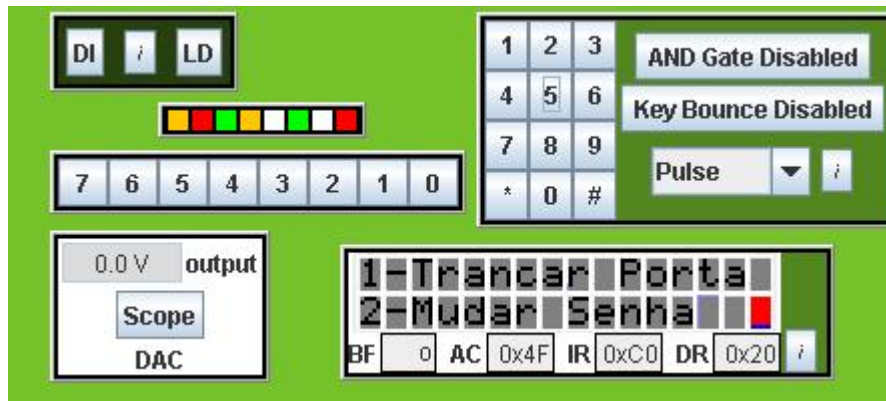 DI i LD
7 6 5 4 3 2 1 0
0.0 V output
Scope
DAC
1 2 3
4 5 6
7 8 9
* 0 #
AND Gate Disabled
Key Bounce Disabled
Pulse i
1-Trancar Porta
2-Mudar Senha
BF 0 AC 0x4F IR 0xC0 DR 0x20 i